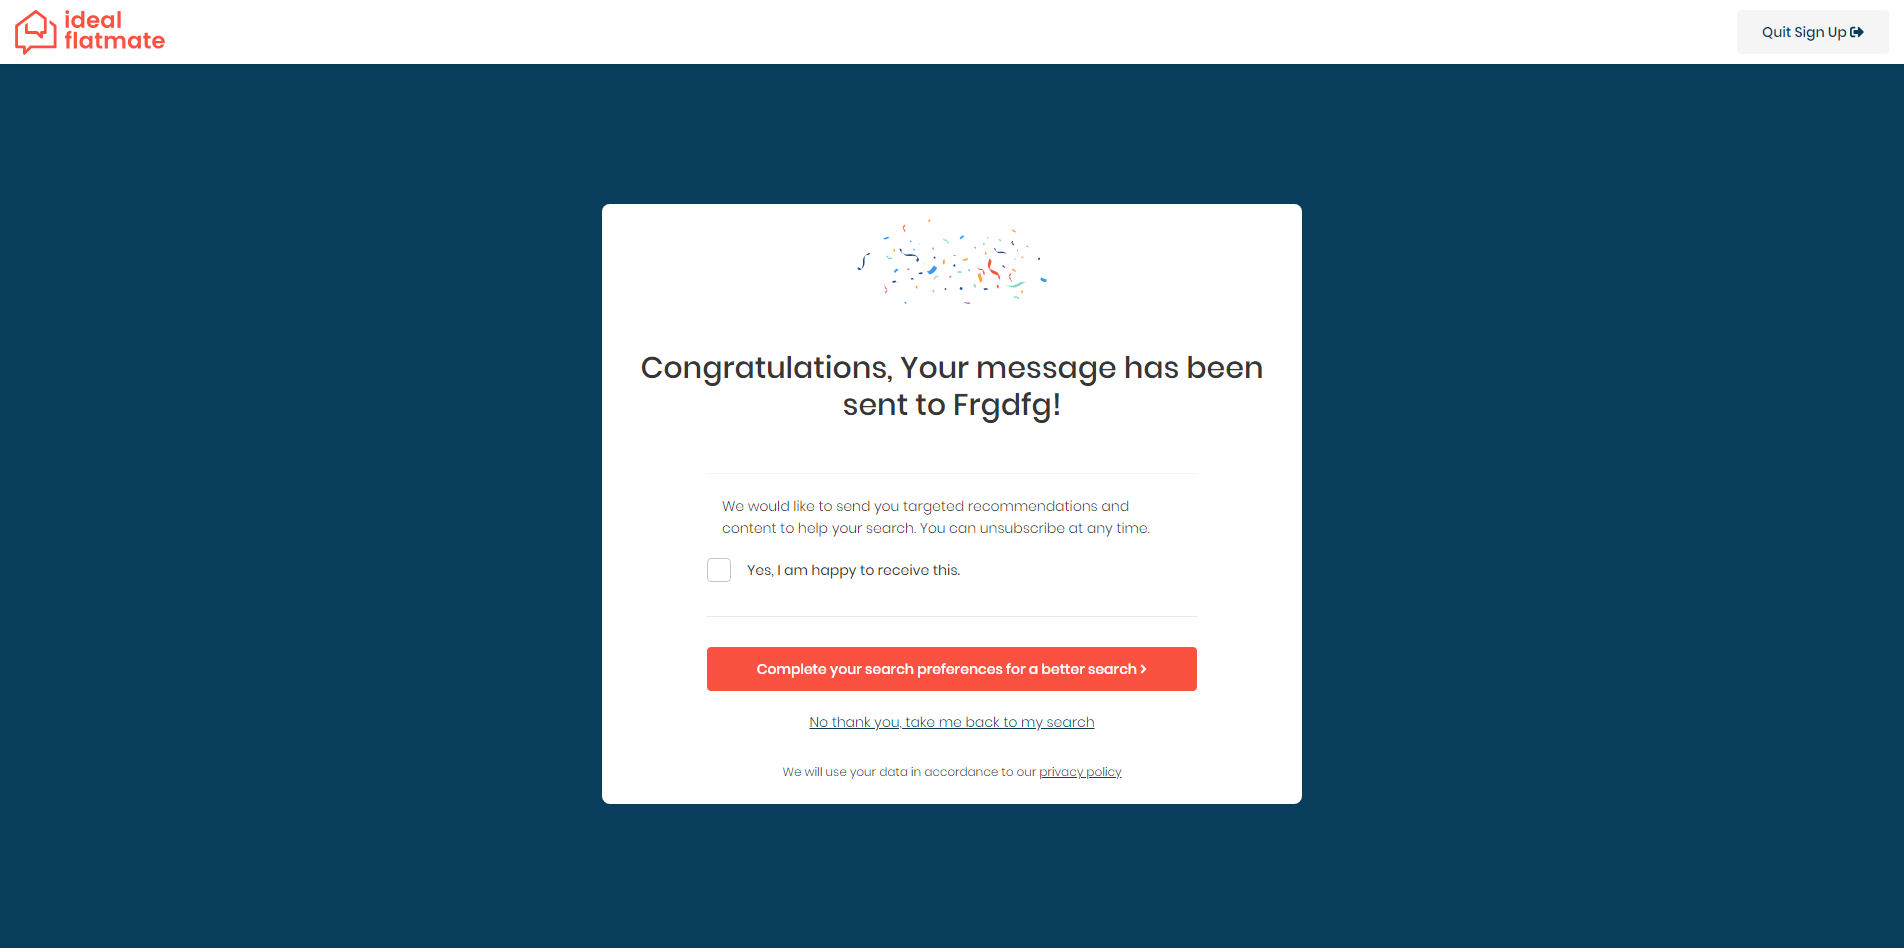 ideal
flatmate
Quit Sign Up
Congratulations, Your message has been
sent to Frgdfg!
We would like to send you targeted recommendations and
content to help your search. You can unsubscribe at any time.
Yes, I am happy to receive this.
Complete your search preferences for a better search >
No thank you, take me back to my search
We will use your data in accordance to our privacy policy